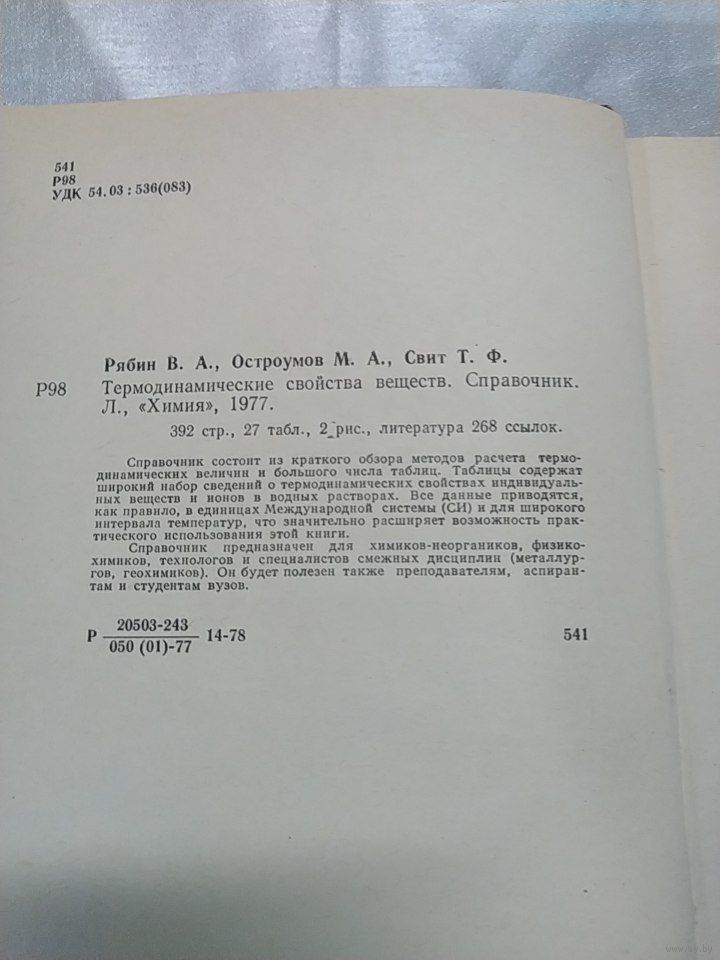 541
Р98
УДК 54.03 : 536(083)
Рябин В. А., Остроумов М. А., Свит Т. Ф.
Р98 Термодинамические свойства веществ. Справочник.
Л., «Химия», 1977.
392 стр., 27 табл., 2 рис., литература 268 ссылок.
Справочник состоит из краткого обзора методов расчета термо-
динамических величин и большого числа таблиц. Таблицы содержат
широкий набор сведений о термодинамических свойствах индивидуаль-
ных веществ и ионов в водных растворах. Все данные приводятся,
как правило, в единицах Международной системы (СИ) и для широкого
интервала температур, что значительно расширяет возможность прак-
тического использования этой книги.
Справочник предназначен для химиков-неоргаников, физико-
химиков, технологов и специалистов смежных дисциплин (металлур-
гов, геохимиков). Он будет полезен также преподавателям, аспиран-
там и студентам вузов.
20503-243
Р 14-78 541
050 (01)-77